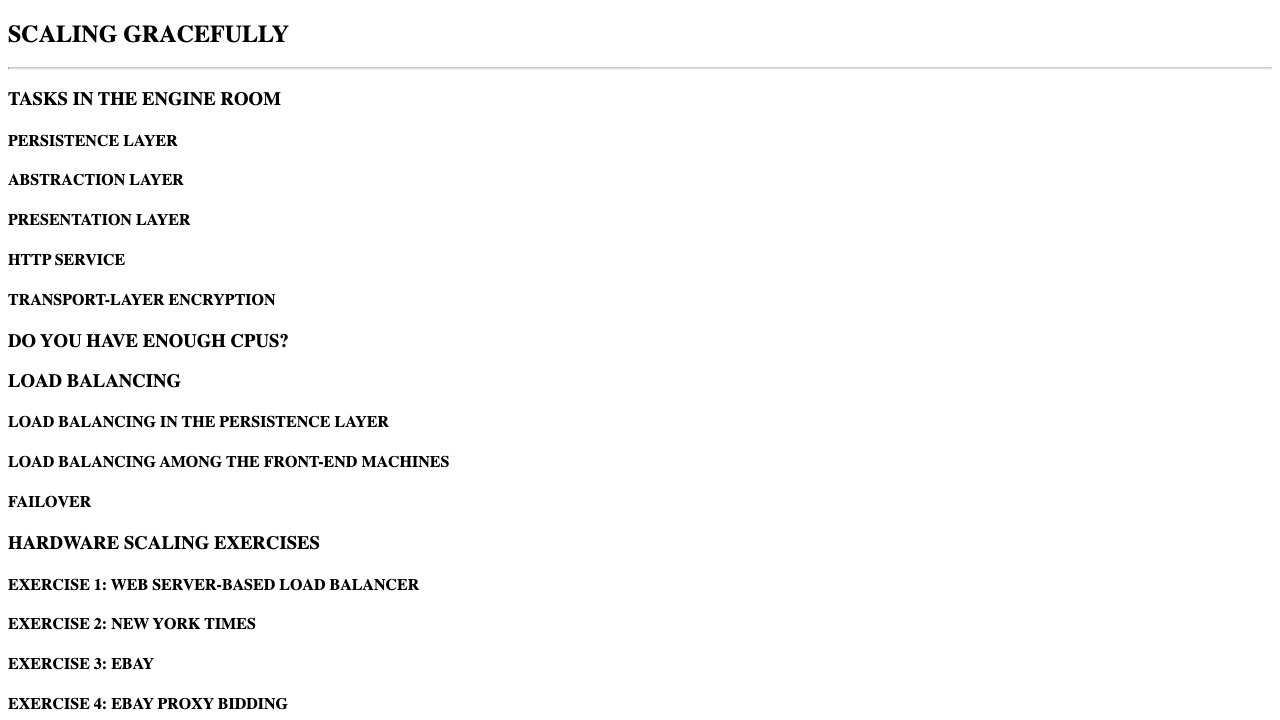 SCALING GRACEFULLY
TASKS IN THE ENGINE ROOM
PERSISTENCE LAYER
ABSTRACTION LAYER
PRESENTATION LAYER
HTTP SERVICE
TRANSPORT-LAYER ENCRYPTION
DO YOU HAVE ENOUGH CPUS?
LOAD BALANCING
LOAD BALANCING IN THE PERSISTENCE LAYER
LOAD BALANCING AMONG THE FRONT-END MACHINES
FAILOVER
HARDWARE SCALING EXERCISES
EXERCISE 1: WEB SERVER-BASED LOAD BALANCER
EXERCISE 2: NEW YORK TIMES
EXERCISE 3: EBAY
EXERCISE 4: EBAY PROXY BIDDING